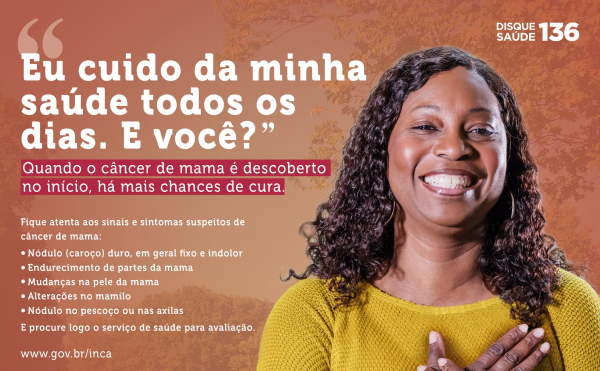 DISQUE
SAÚDE 136
“
Eu cuido da minha
saúde todos os
dias. E você?”
Quando o câncer de mama é descoberto
no início, há mais chances de cura.
Fique atenta aos sinais e sintomas suspeitos de
câncer de mama:
• Nódulo (caroço) duro, em geral fixo e indolor
• Endurecimento de partes da mama
• Mudanças na pele da mama
• Alterações no mamilo
• Nódulo no pescoço ou nas axilas
E procure logo o serviço de saúde para avaliação.
www.gov.br/inca